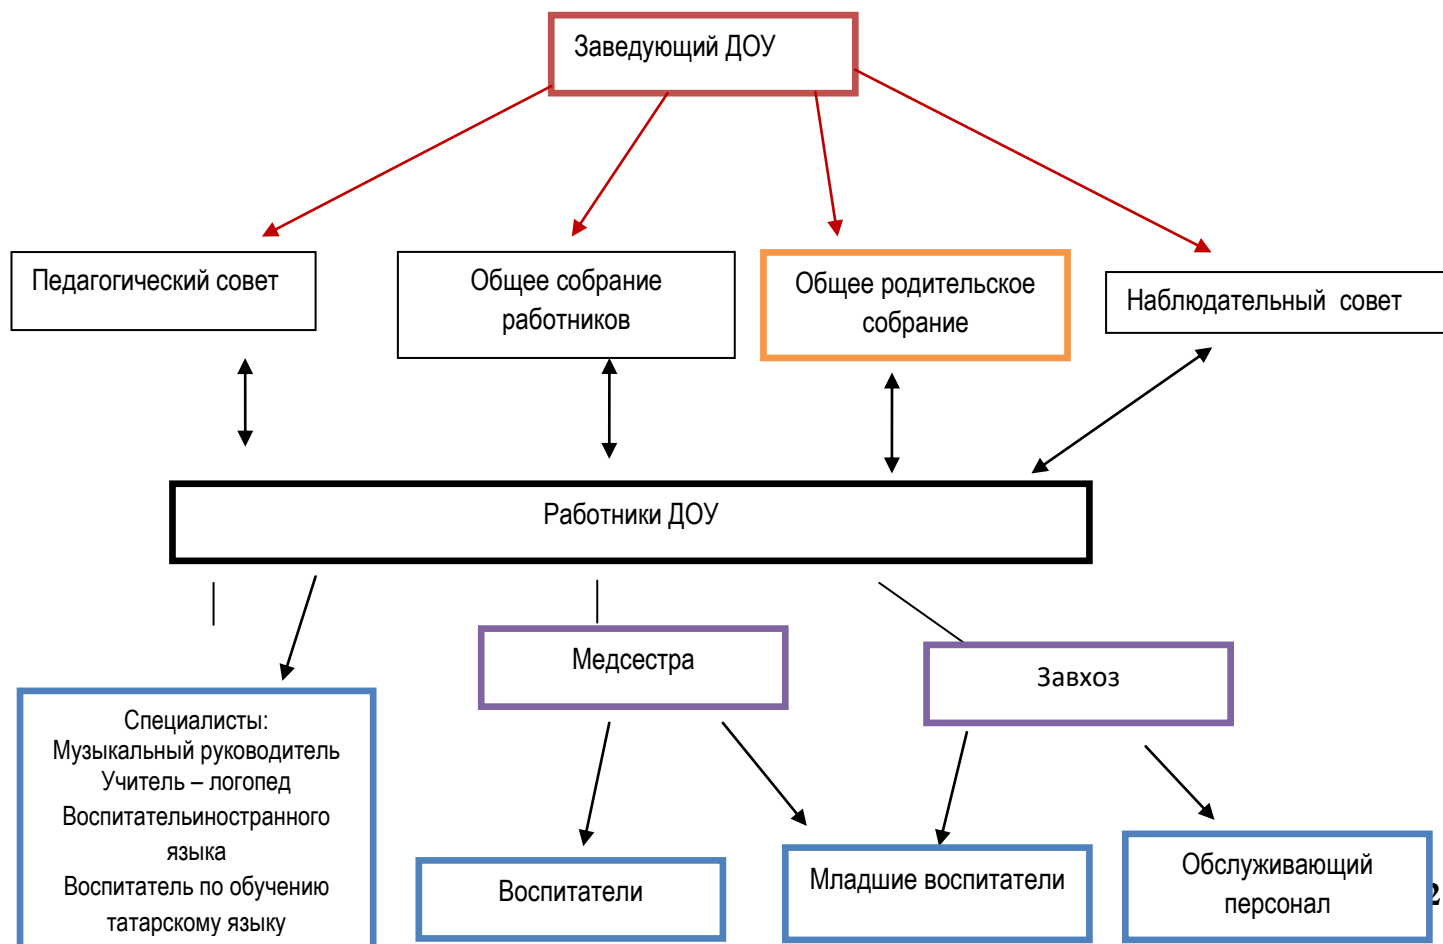 Заведующий ДОУ
Педагогический совет
Общее собрание
работников
Общее родительское
собрание
Наблюдательный совет
Работники ДОУ
Медсестра
Завхоз
Специалисты:
Музыкальный руководитель
Учитель – логопед
Воспитательиностранного
языка
Воспитатель по обучению
татарскому языку
Воспитатели
Младшие воспитатели
Обслуживающий
персонал
2